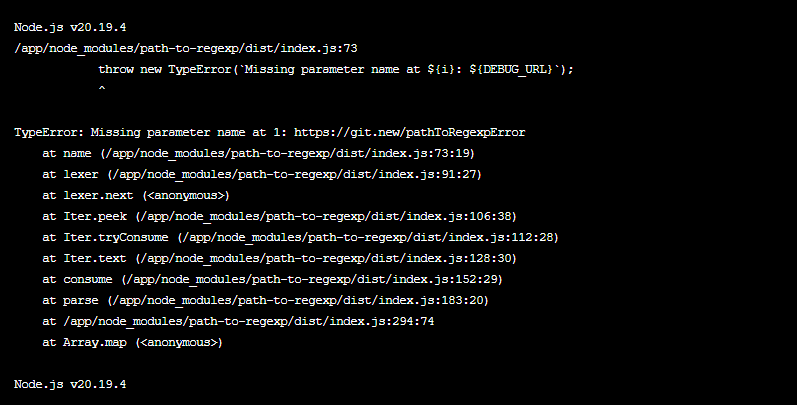 Node.js v20.19.4
/app/node_modules/path-to-regexp/dist/index.js:73
throw new TypeError(`Missing parameter name at ${i}: ${DEBUG_URL}`);
^
TypeError: Missing parameter name at 1: https://git.new/pathToRegexpError
at name (/app/node_modules/path-to-regexp/dist/index.js:73:19)
at lexer (/app/node_modules/path-to-regexp/dist/index.js:91:27)
at lexer.next (<anonymous>)
at Iter.peek (/app/node_modules/path-to-regexp/dist/index.js:106:38)
at Iter.tryConsume (/app/node_modules/path-to-regexp/dist/index.js:112:28)
at Iter.text (/app/node_modules/path-to-regexp/dist/index.js:128:30)
at consume (/app/node_modules/path-to-regexp/dist/index.js:152:29)
at parse (/app/node_modules/path-to-regexp/dist/index.js:183:20)
at /app/node_modules/path-to-regexp/dist/index.js:294:74
at Array.map (<anonymous>)
Node.js v20.19.4